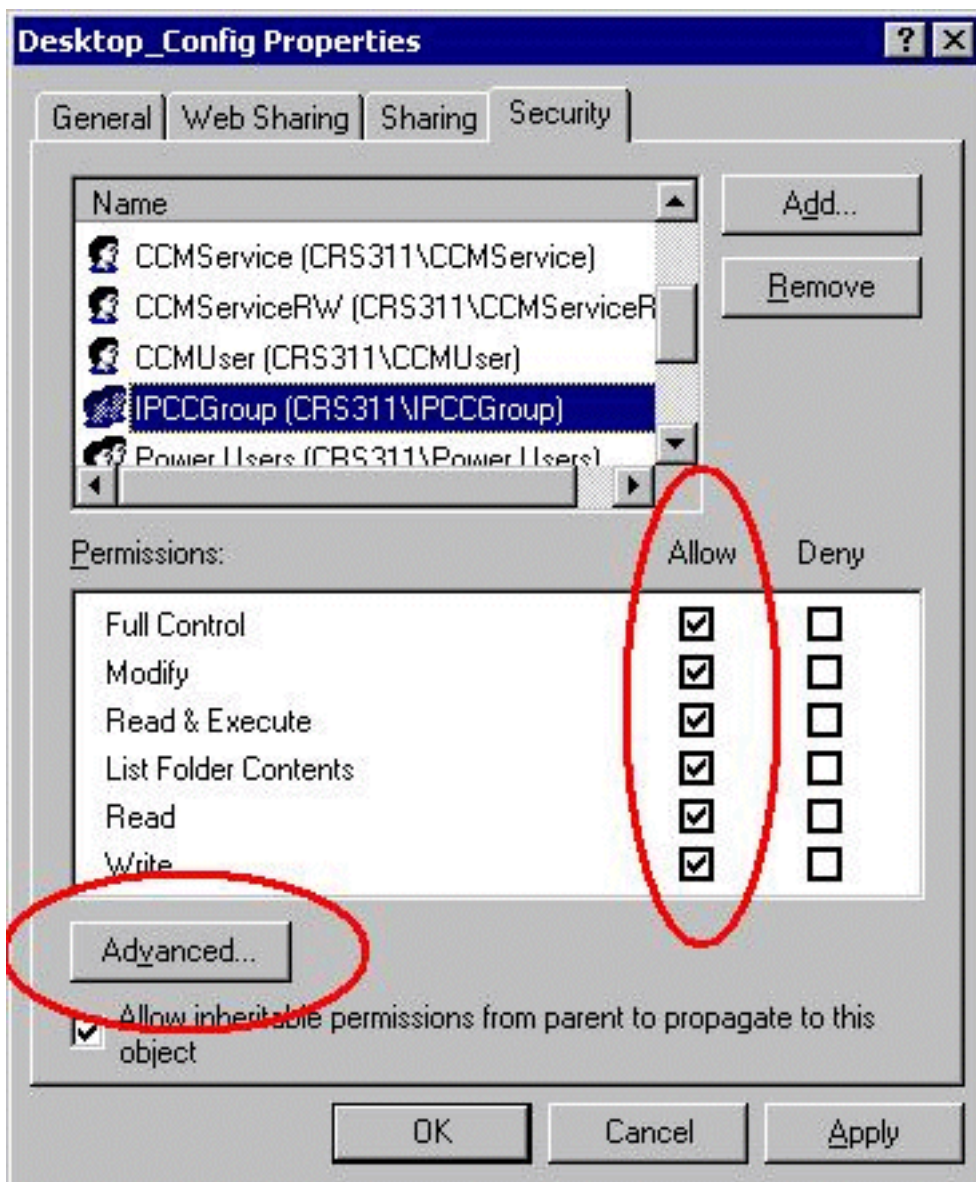 Desktop_Config Properties
General
Web Sharing
Sharing
Security
Name
Add...
CCMService (CRS311\CCMService)
Remove
CCMServiceRW (CRS311\CCMServiceR
CCMUser (CRS311\CCMUser)
IPCCGroup (CRS311\IPCCGroup)
Power Users (CRS311\Power Users)
Permissions:
Allow
Deny
Full Control
Modify
Read & Execute
List Folder Contents
Read
Write
Advanced...
Allow inheritable permissions from parent to propagate to this
object
OK
Cancel
Apply